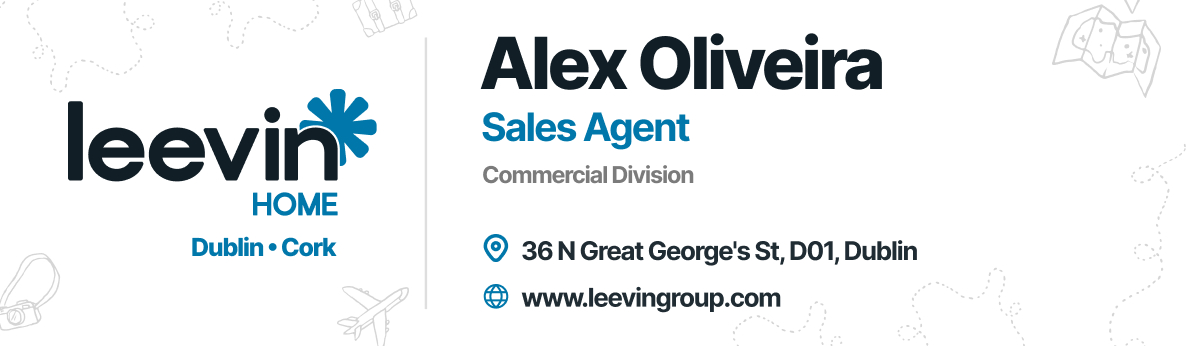 leevin
HOME
Dublin • Cork
Alex Oliveira
Sales Agent
Commercial Division
36 N Great George's St, D01, Dublin
www.leevingroup.com